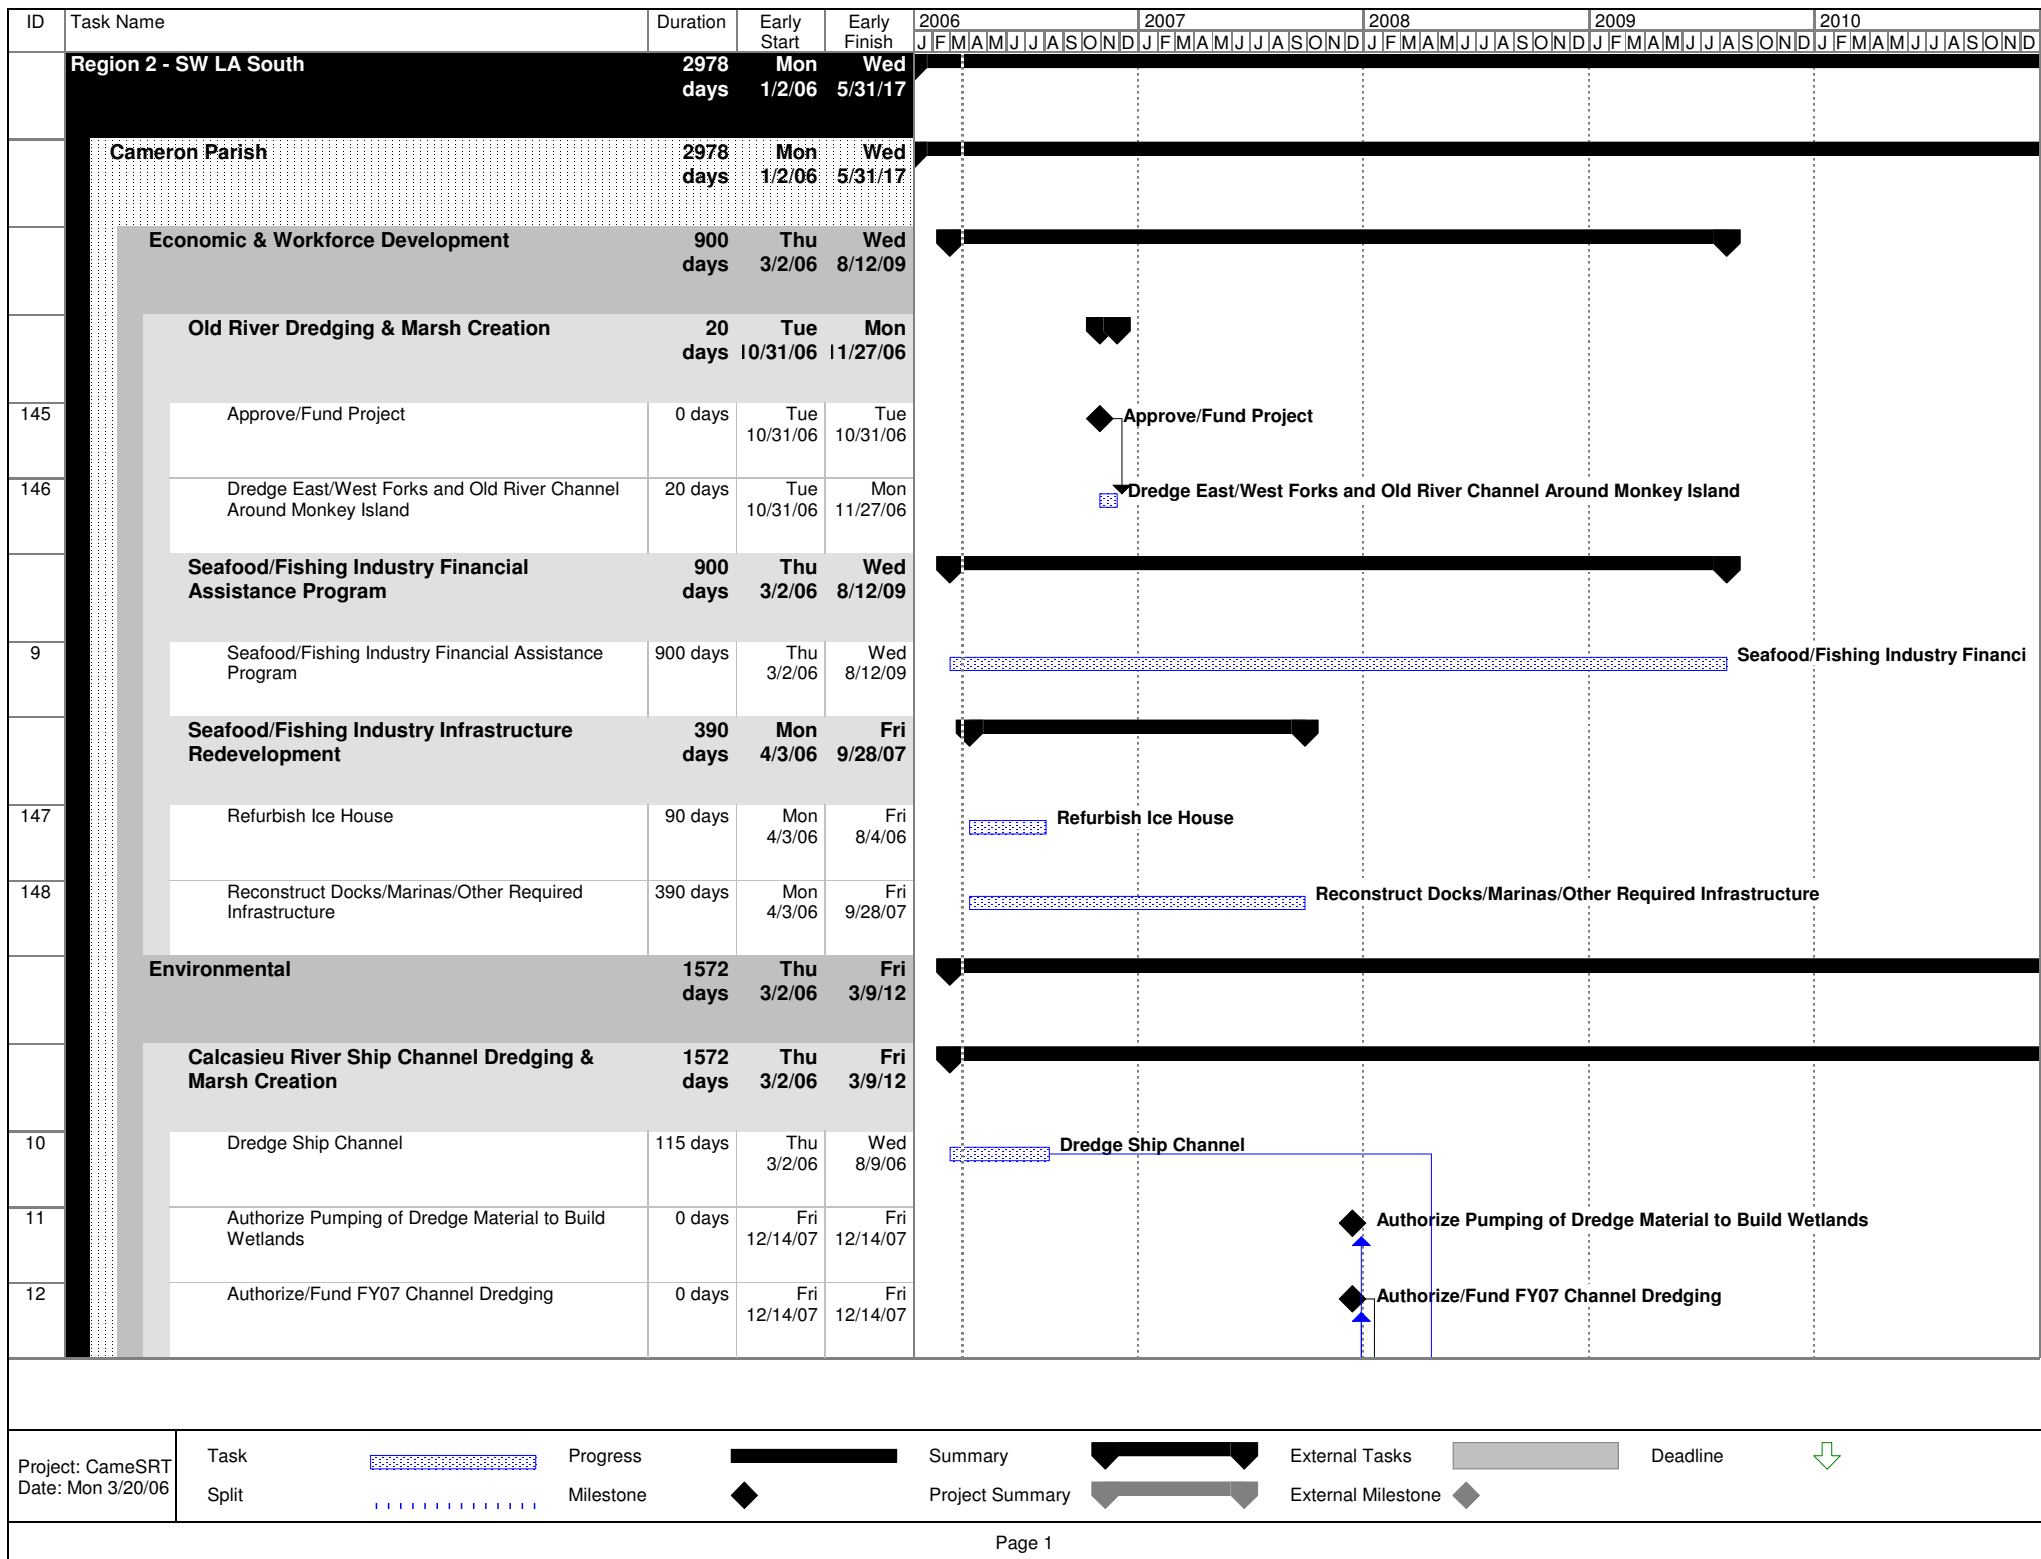 ID Task Name Duration Early Early 2006 2007 2008 2009 2010
Start Finish J F M A M J J A S O N D J F M A M J J A S O N D J F M A M J J A S O N D J F M A M J J A S O N D J F M A M J J A S O N D
Region 2 - SW LA South 2978 Mon Wed
days 1/2/06 5/31/17
Cameron Parish 2978 Mon Wed
days 1/2/06 5/31/17
Economic & Workforce Development 900 Thu Wed
days 3/2/06 8/12/09
Old River Dredging & Marsh Creation 20 Tue Mon
days 10/31/06 11/27/06
145 Approve/Fund Project 0 days Tue Tue Approve/Fund Project
10/31/06 10/31/06
146 Dredge East/West Forks and Old River Channel 20 days Tue Mon Dredge East/West Forks and Old River Channel Around Monkey Island
Around Monkey Island 10/31/06 11/27/06
Seafood/Fishing Industry Financial 900 Thu Wed
Assistance Program days 3/2/06 8/12/09
9 Seafood/Fishing Industry Financial Assistance 900 days Thu Wed Seafood/Fishing Industry Financi
Program 3/2/06 8/12/09
Seafood/Fishing Industry Infrastructure 390 Mon Fri
Redevelopment days 4/3/06 9/28/07
147 Refurbish Ice House 90 days Mon Fri Refurbish Ice House
4/3/06 8/4/06
148 Reconstruct Docks/Marinas/Other Required 390 days Mon Fri Reconstruct Docks/Marinas/Other Required Infrastructure
Infrastructure 4/3/06 9/28/07
Environmental 1572 Thu Fri
days 3/2/06 3/9/12
Calcasieu River Ship Channel Dredging & 1572 Thu Fri
Marsh Creation days 3/2/06 3/9/12
10 Dredge Ship Channel 115 days Thu Wed Dredge Ship Channel
3/2/06 8/9/06
11 Authorize Pumping of Dredge Material to Build 0 days Fri Fri Authorize Pumping of Dredge Material to Build Wetlands
Wetlands 12/14/07 12/14/07
12 Authorize/Fund FY07 Channel Dredging 0 days Fri Fri Authorize/Fund FY07 Channel Dredging
12/14/07 12/14/07
Project: CameSRT
Date: Mon 3/20/06
Task Progress Summary External Tasks Deadline
Split Milestone Project Summary External Milestone
Page 1